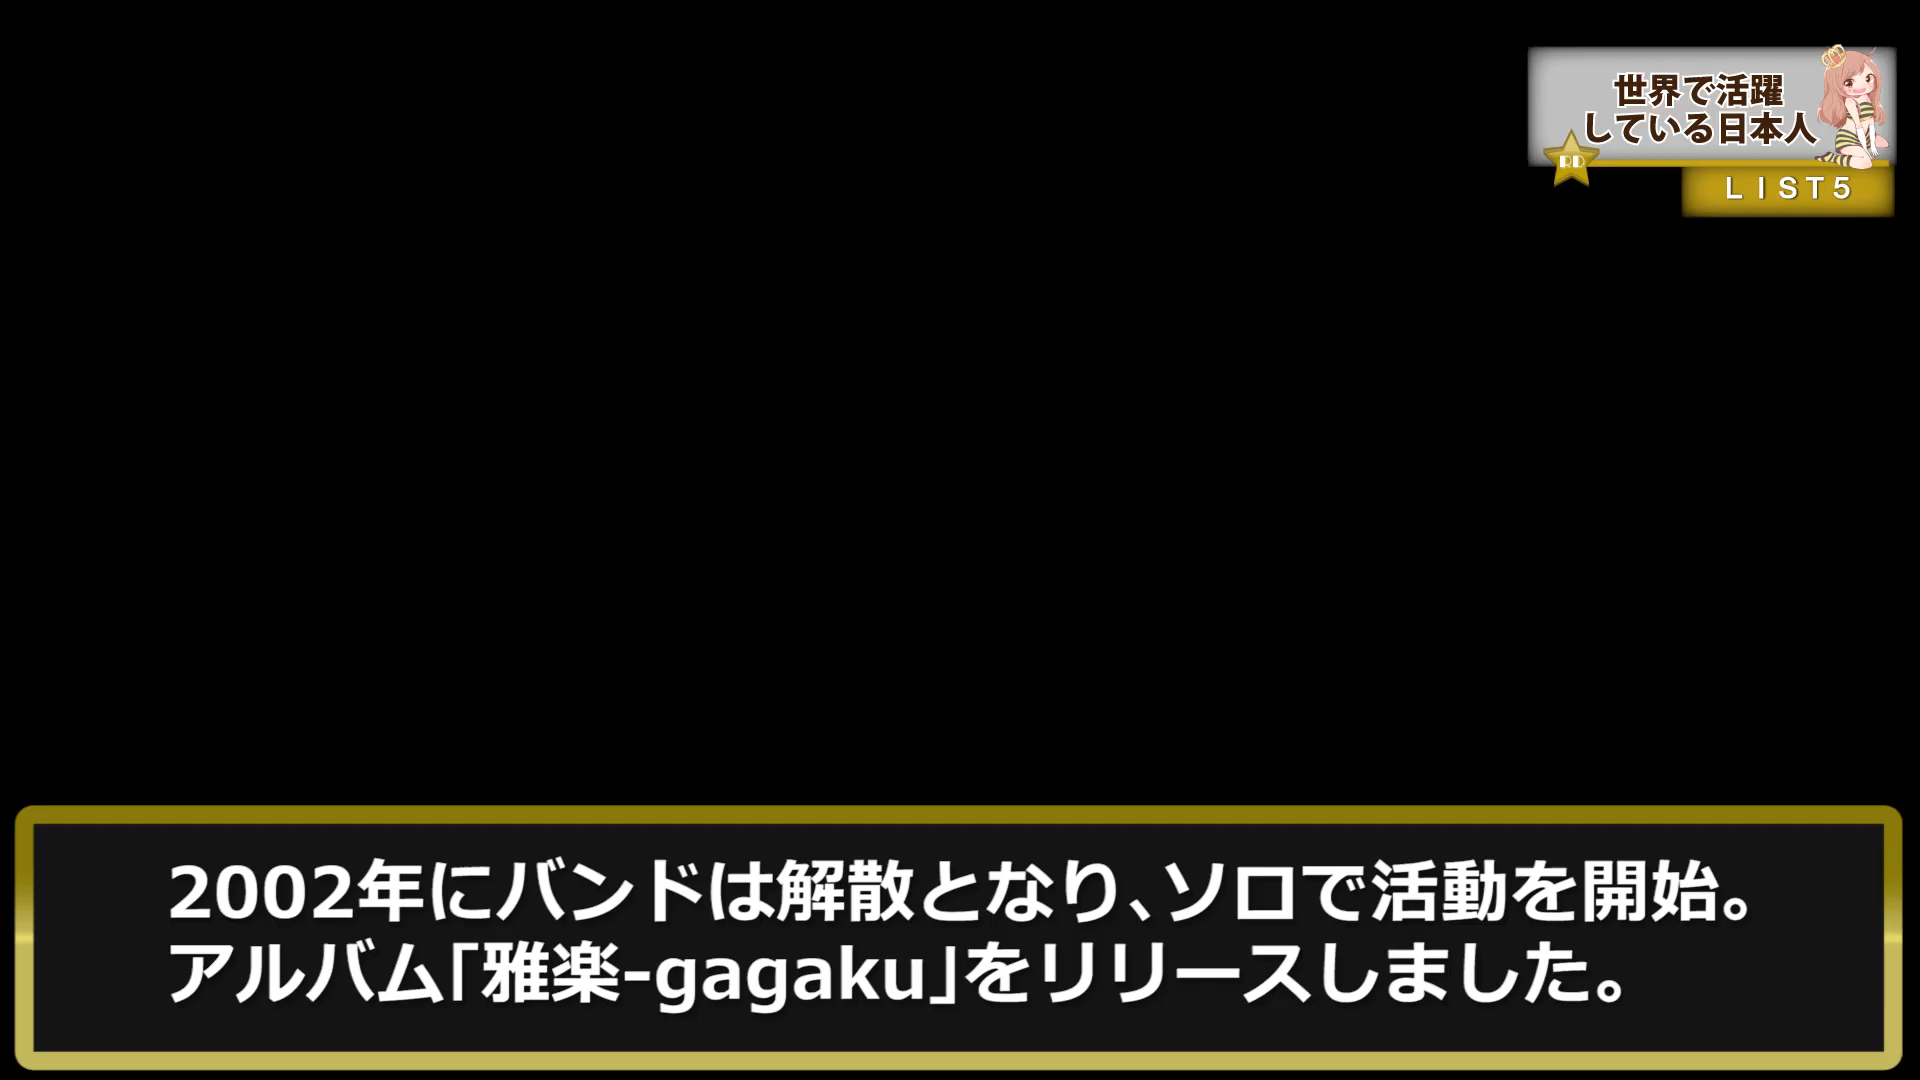 世界で活躍
している日本人
RD
LIST5
2002年にバンドは解散となり、ソロで活動を開始。
アルバム｢雅楽-gagaku｣をリリースしました。